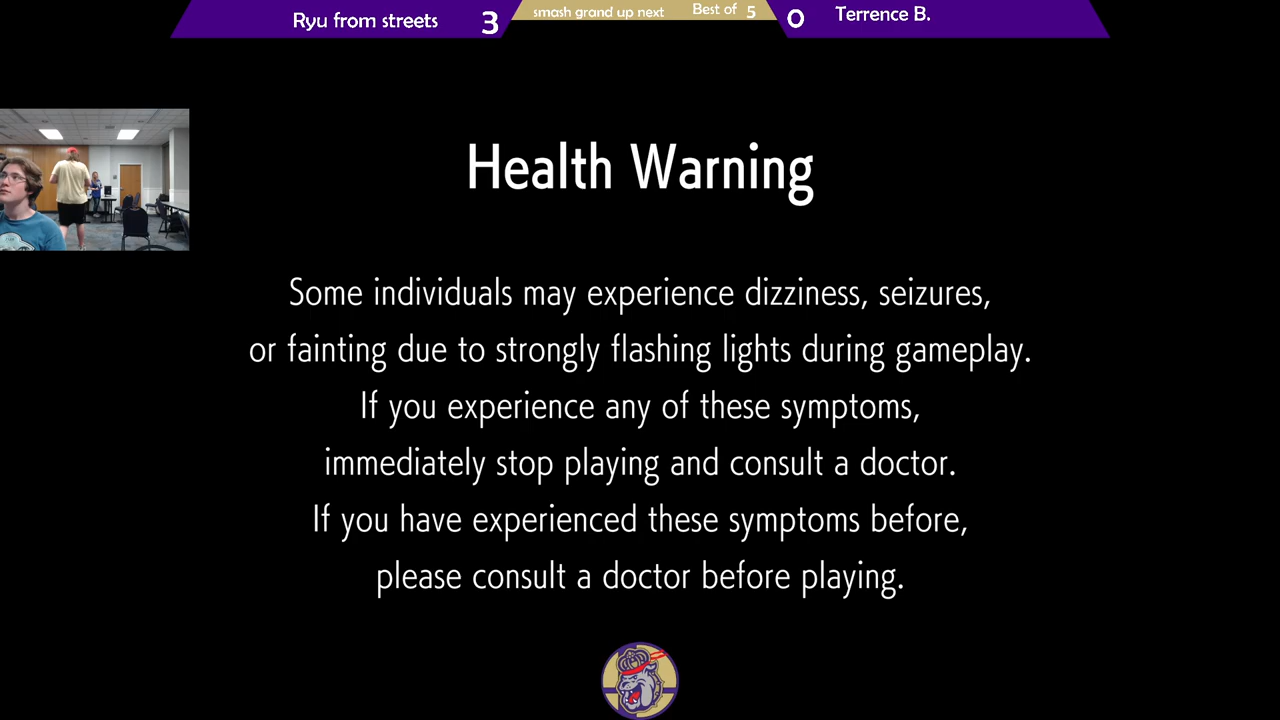 Ryu from streets
3
smash grand up next
Best of 5
0
Terrence B.
Health Warning
Some individuals may experience dizziness, seizures,
or fainting due to strongly flashing lights during gameplay.
If you experience any of these symptoms,
immediately stop playing and consult a doctor.
If you have experienced these symptoms before,
please consult a doctor before playing.